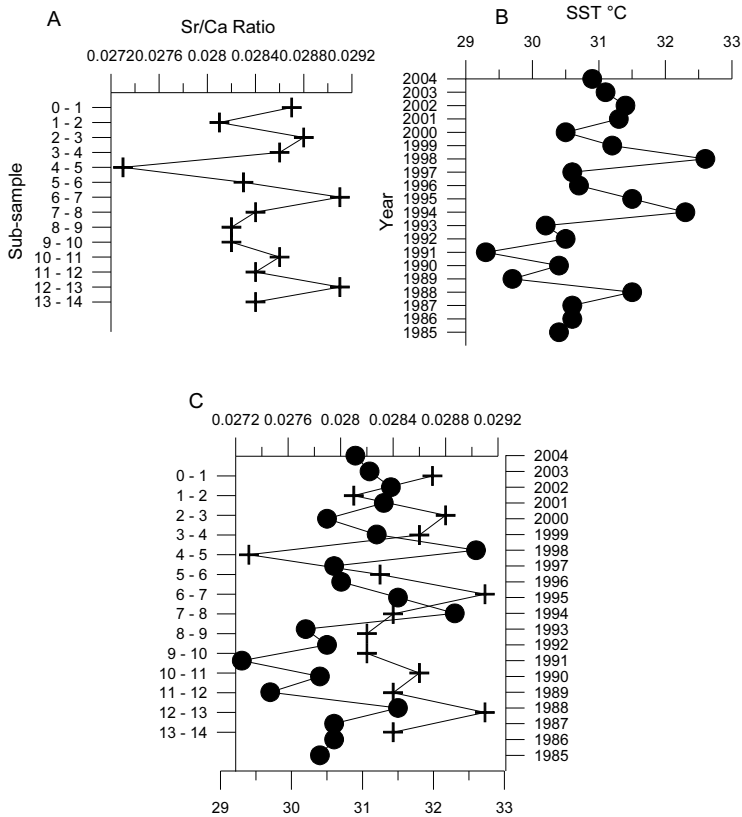 A
Sr/Ca Ratio
0.0272 0.0276 0.028 0.0284 0.0288 0.0292
Sub-sample
0 - 1
1 - 2
2 - 3
3 - 4
4 - 5
5 - 6
6 - 7
7 - 8
8 - 9
9 - 10
10 - 11
11 - 12
12 - 13
13 - 14
B
SST °C
29 30 31 32 33
Year
2004
2003
2002
2001
2000
1999
1998
1997
1996
1995
1994
1993
1992
1991
1990
1989
1988
1987
1986
1985
C
0.0272 0.0276 0.028 0.0284 0.0288 0.0292
0 - 1
1 - 2
2 - 3
3 - 4
4 - 5
5 - 6
6 - 7
7 - 8
8 - 9
9 - 10
10 - 11
11 - 12
12 - 13
13 - 14
2004
2003
2002
2001
2000
1999
1998
1997
1996
1995
1994
1993
1992
1991
1990
1989
1988
1987
1986
1985
29 30 31 32 33